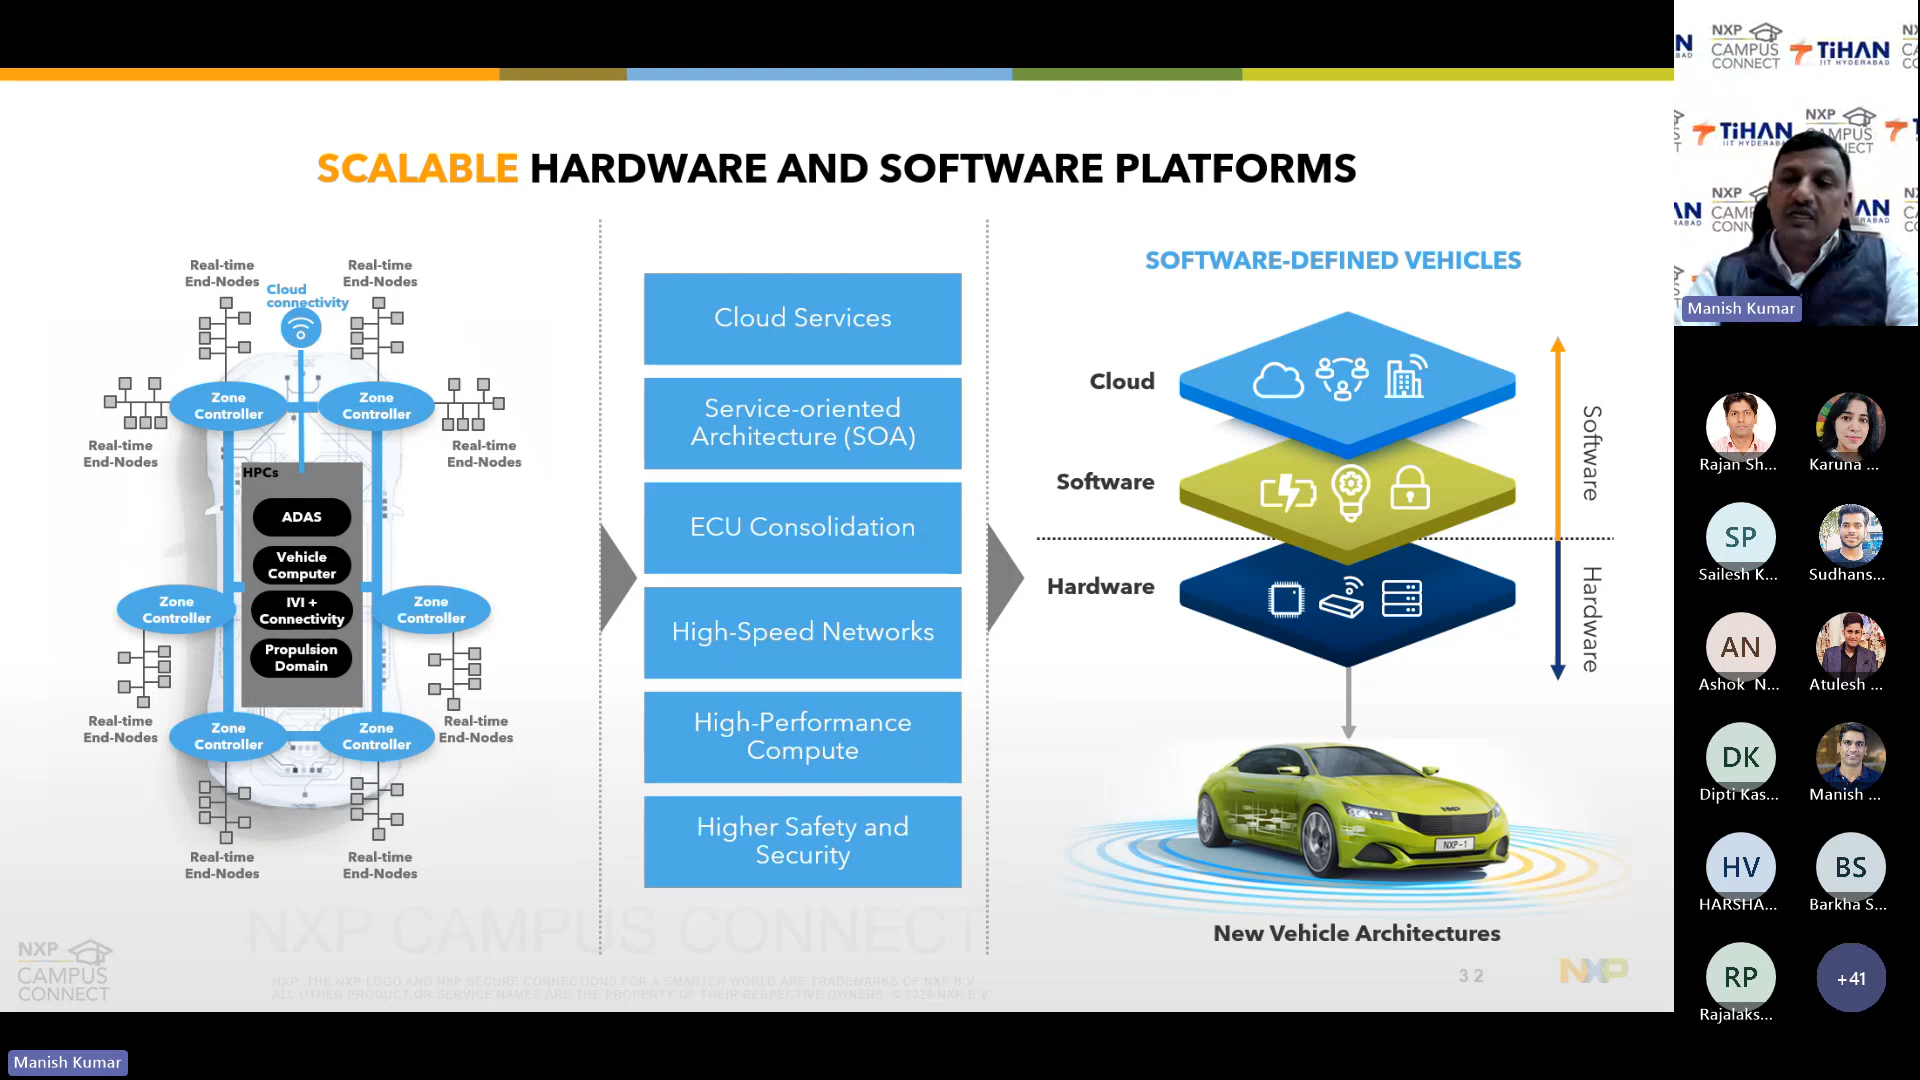 SCALABLE HARDWARE AND SOFTWARE PLATFORMS
Real-time
End-Nodes
Real-time
End-Nodes
Cloud
connectivity
Zone
Controller
Zone
Controller
Real-time
End-Nodes
Real-time
End-Nodes
HPCs
ADAS
Vehicle
Computer
IVI +
Connectivity
Propulsion
Domain
Zone
Controller
Zone
Controller
Real-time
End-Nodes
Real-time
End-Nodes
Zone
Controller
Zone
Controller
Real-time
End-Nodes
Real-time
End-Nodes
Cloud Services
Service-oriented
Architecture (SOA)
ECU Consolidation
High-Speed Networks
High-Performance
Compute
Higher Safety and
Security
SOFTWARE-DEFINED VEHICLES
Cloud
Software
Hardware
Software
Hardware
NXP-1
New Vehicle Architectures
NXP CAMPUS CONNECT
NXP
CAMPUS
CONNECT
NXP, THE NXP LOGO AND NXP SECURE CONNECTIONS FOR A SMARTER WORLD ARE TRADEMARKS OF NXP B.V.
ALL OTHER PRODUCT OR SERVICE NAMES ARE THE PROPERTY OF THEIR RESPECTIVE OWNERS. © 2020 NXP B.V.
32
NXP
Manish Kumar
NXP
CAMPUS
CONNECT
TiHAN
IIT HYDERABAD
TiHAN
IIT HYDERABAD
NXP
Manish Kumar
Rajan Sh...
Karuna ...
SP
Sailesh K...
Sudhans...
AN
Ashok N...
Atulesh ...
DK
Dipti Kas...
Manish ...
HV
HARSHA...
BS
Barkha S...
RP
Rajalaks...
+41